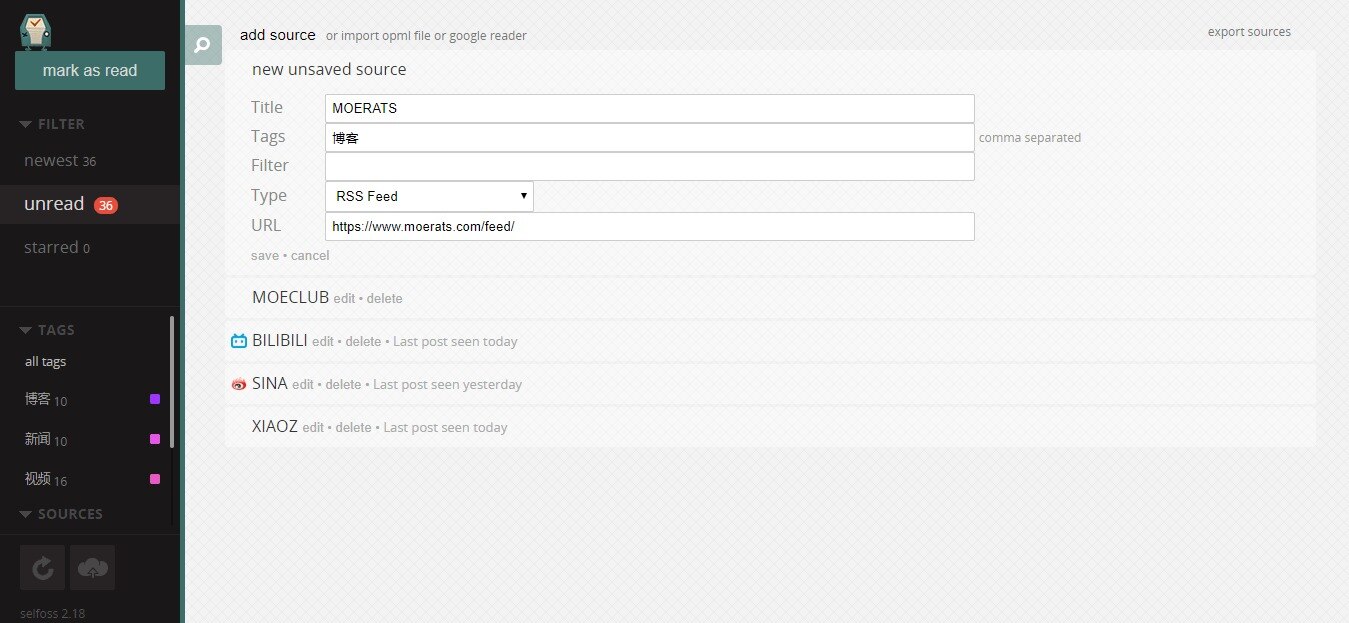 mark as read
FILTER
newest 36
unread 36
starred 0
TAGS
all tags
博客 10
新闻 10
视频 16
SOURCES
selfoss 2.18
add source or import opml file or google reader
export sources
new unsaved source
Title MOERATS
Tags 博客 comma separated
Filter
Type RSS Feed
URL https://www.moerats.com/feed/
save • cancel
MOECLUB edit • delete
BILIBILI edit • delete • Last post seen today
SINA edit • delete • Last post seen yesterday
XIAOZ edit • delete • Last post seen today